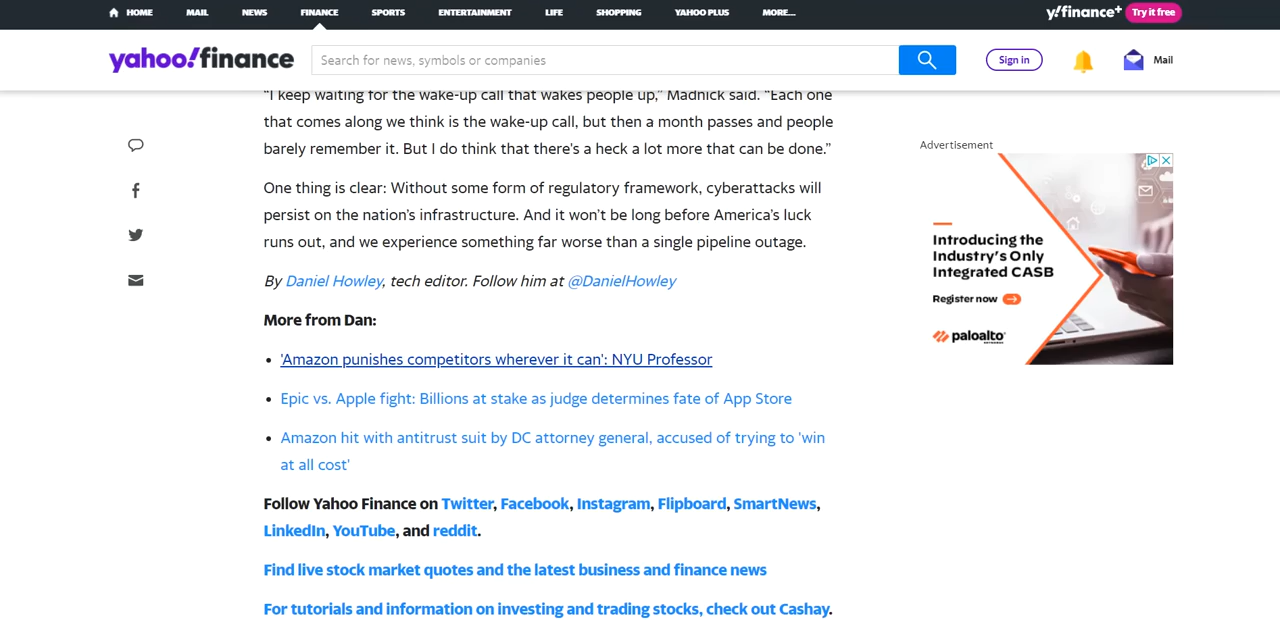 HOME MAIL NEWS FINANCE SPORTS ENTERTAINMENT LIFE SHOPPING YAHOO PLUS MORE... y!finance+ Try it free
yahoo!finance Search for news, symbols or companies Sign in Mail
“I keep waiting for the wake-up call that wakes people up,” Madnick said. “Each one
that comes along we think is the wake-up call, but then a month passes and people
barely remember it. But I do think that there's a heck a lot more that can be done.”
One thing is clear: Without some form of regulatory framework, cyberattacks will
persist on the nation’s infrastructure. And it won’t be long before America’s luck
runs out, and we experience something far worse than a single pipeline outage.
By Daniel Howley, tech editor. Follow him at @DanielHowley
More from Dan:
• 'Amazon punishes competitors wherever it can': NYU Professor
• Epic vs. Apple fight: Billions at stake as judge determines fate of App Store
• Amazon hit with antitrust suit by DC attorney general, accused of trying to 'win
at all cost'
Follow Yahoo Finance on Twitter, Facebook, Instagram, Flipboard, SmartNews,
LinkedIn, YouTube, and reddit.
Find live stock market quotes and the latest business and finance news
For tutorials and information on investing and trading stocks, check out Cashay.
Advertisement
Introducing the
Industry's Only
Integrated CASB
Register now
paloalto
NETWORKS